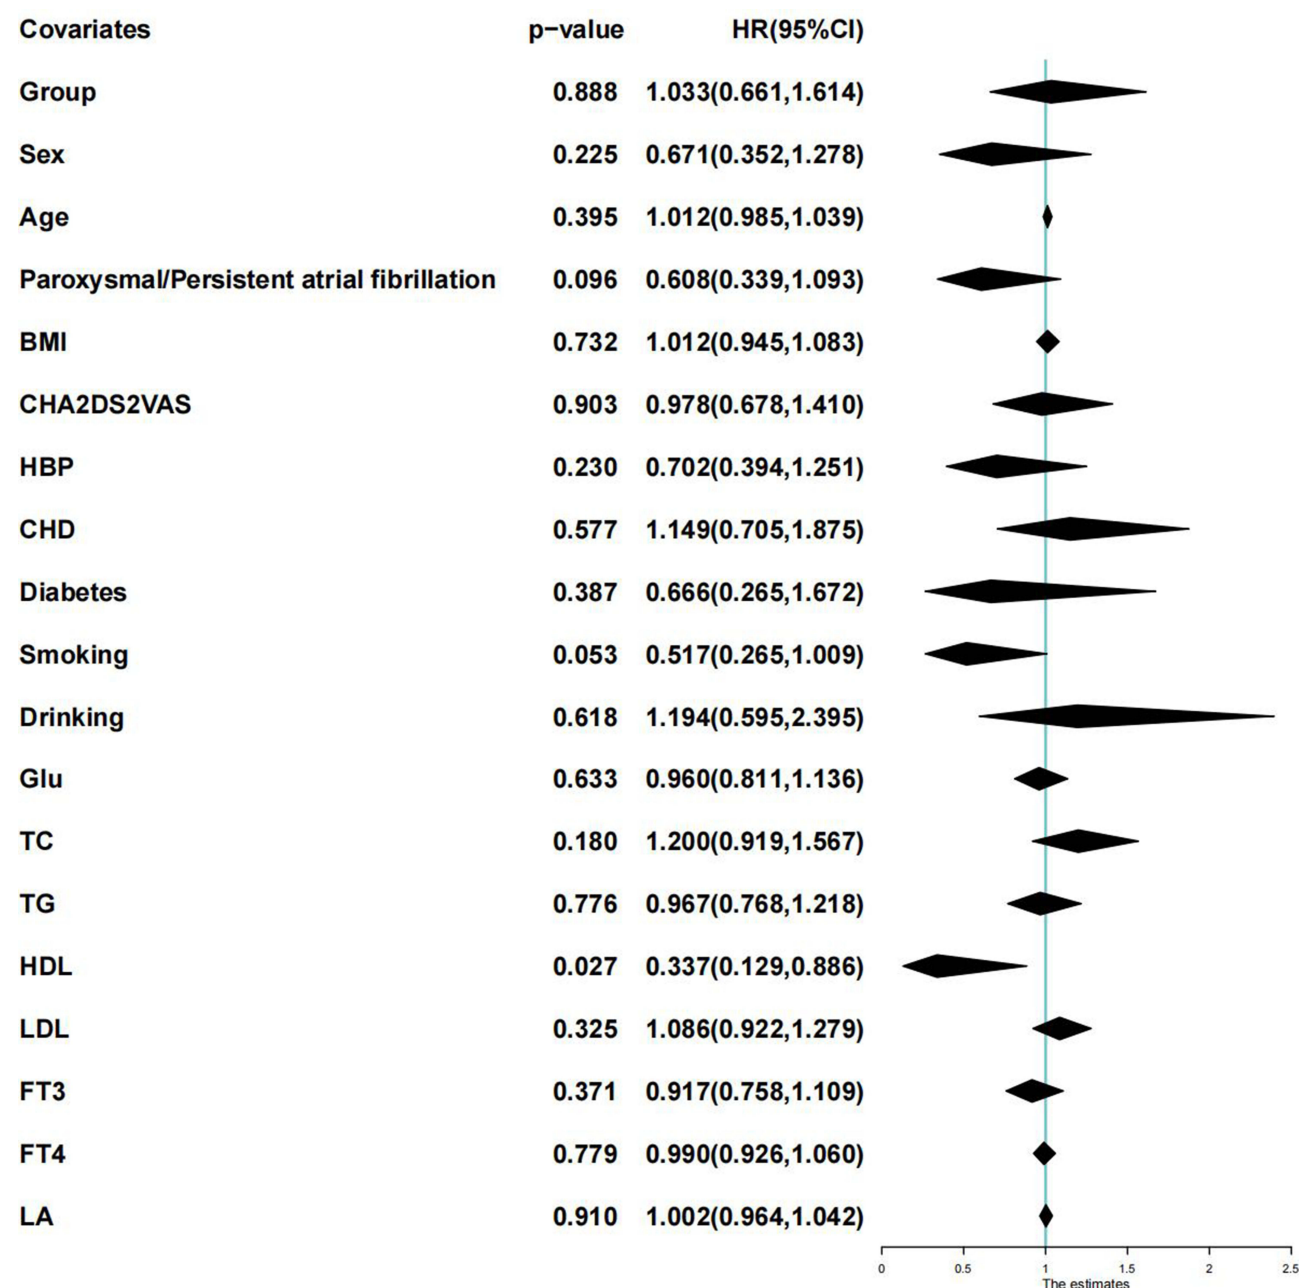 Covariates p−value HR(95%CI)
Group 0.888 1.033(0.661,1.614)
Sex 0.225 0.671(0.352,1.278)
Age 0.395 1.012(0.985,1.039)
Paroxysmal/Persistent atrial fibrillation 0.096 0.608(0.339,1.093)
BMI 0.732 1.012(0.945,1.083)
CHA2DS2VAS 0.903 0.978(0.678,1.410)
HBP 0.230 0.702(0.394,1.251)
CHD 0.577 1.149(0.705,1.875)
Diabetes 0.387 0.666(0.265,1.672)
Smoking 0.053 0.517(0.265,1.009)
Drinking 0.618 1.194(0.595,2.395)
Glu 0.633 0.960(0.811,1.136)
TC 0.180 1.200(0.919,1.567)
TG 0.776 0.967(0.768,1.218)
HDL 0.027 0.337(0.129,0.886)
LDL 0.325 1.086(0.922,1.279)
FT3 0.371 0.917(0.758,1.109)
FT4 0.779 0.990(0.926,1.060)
LA 0.910 1.002(0.964,1.042)
0 0.5 1 1.5 2 2.5
The estimates